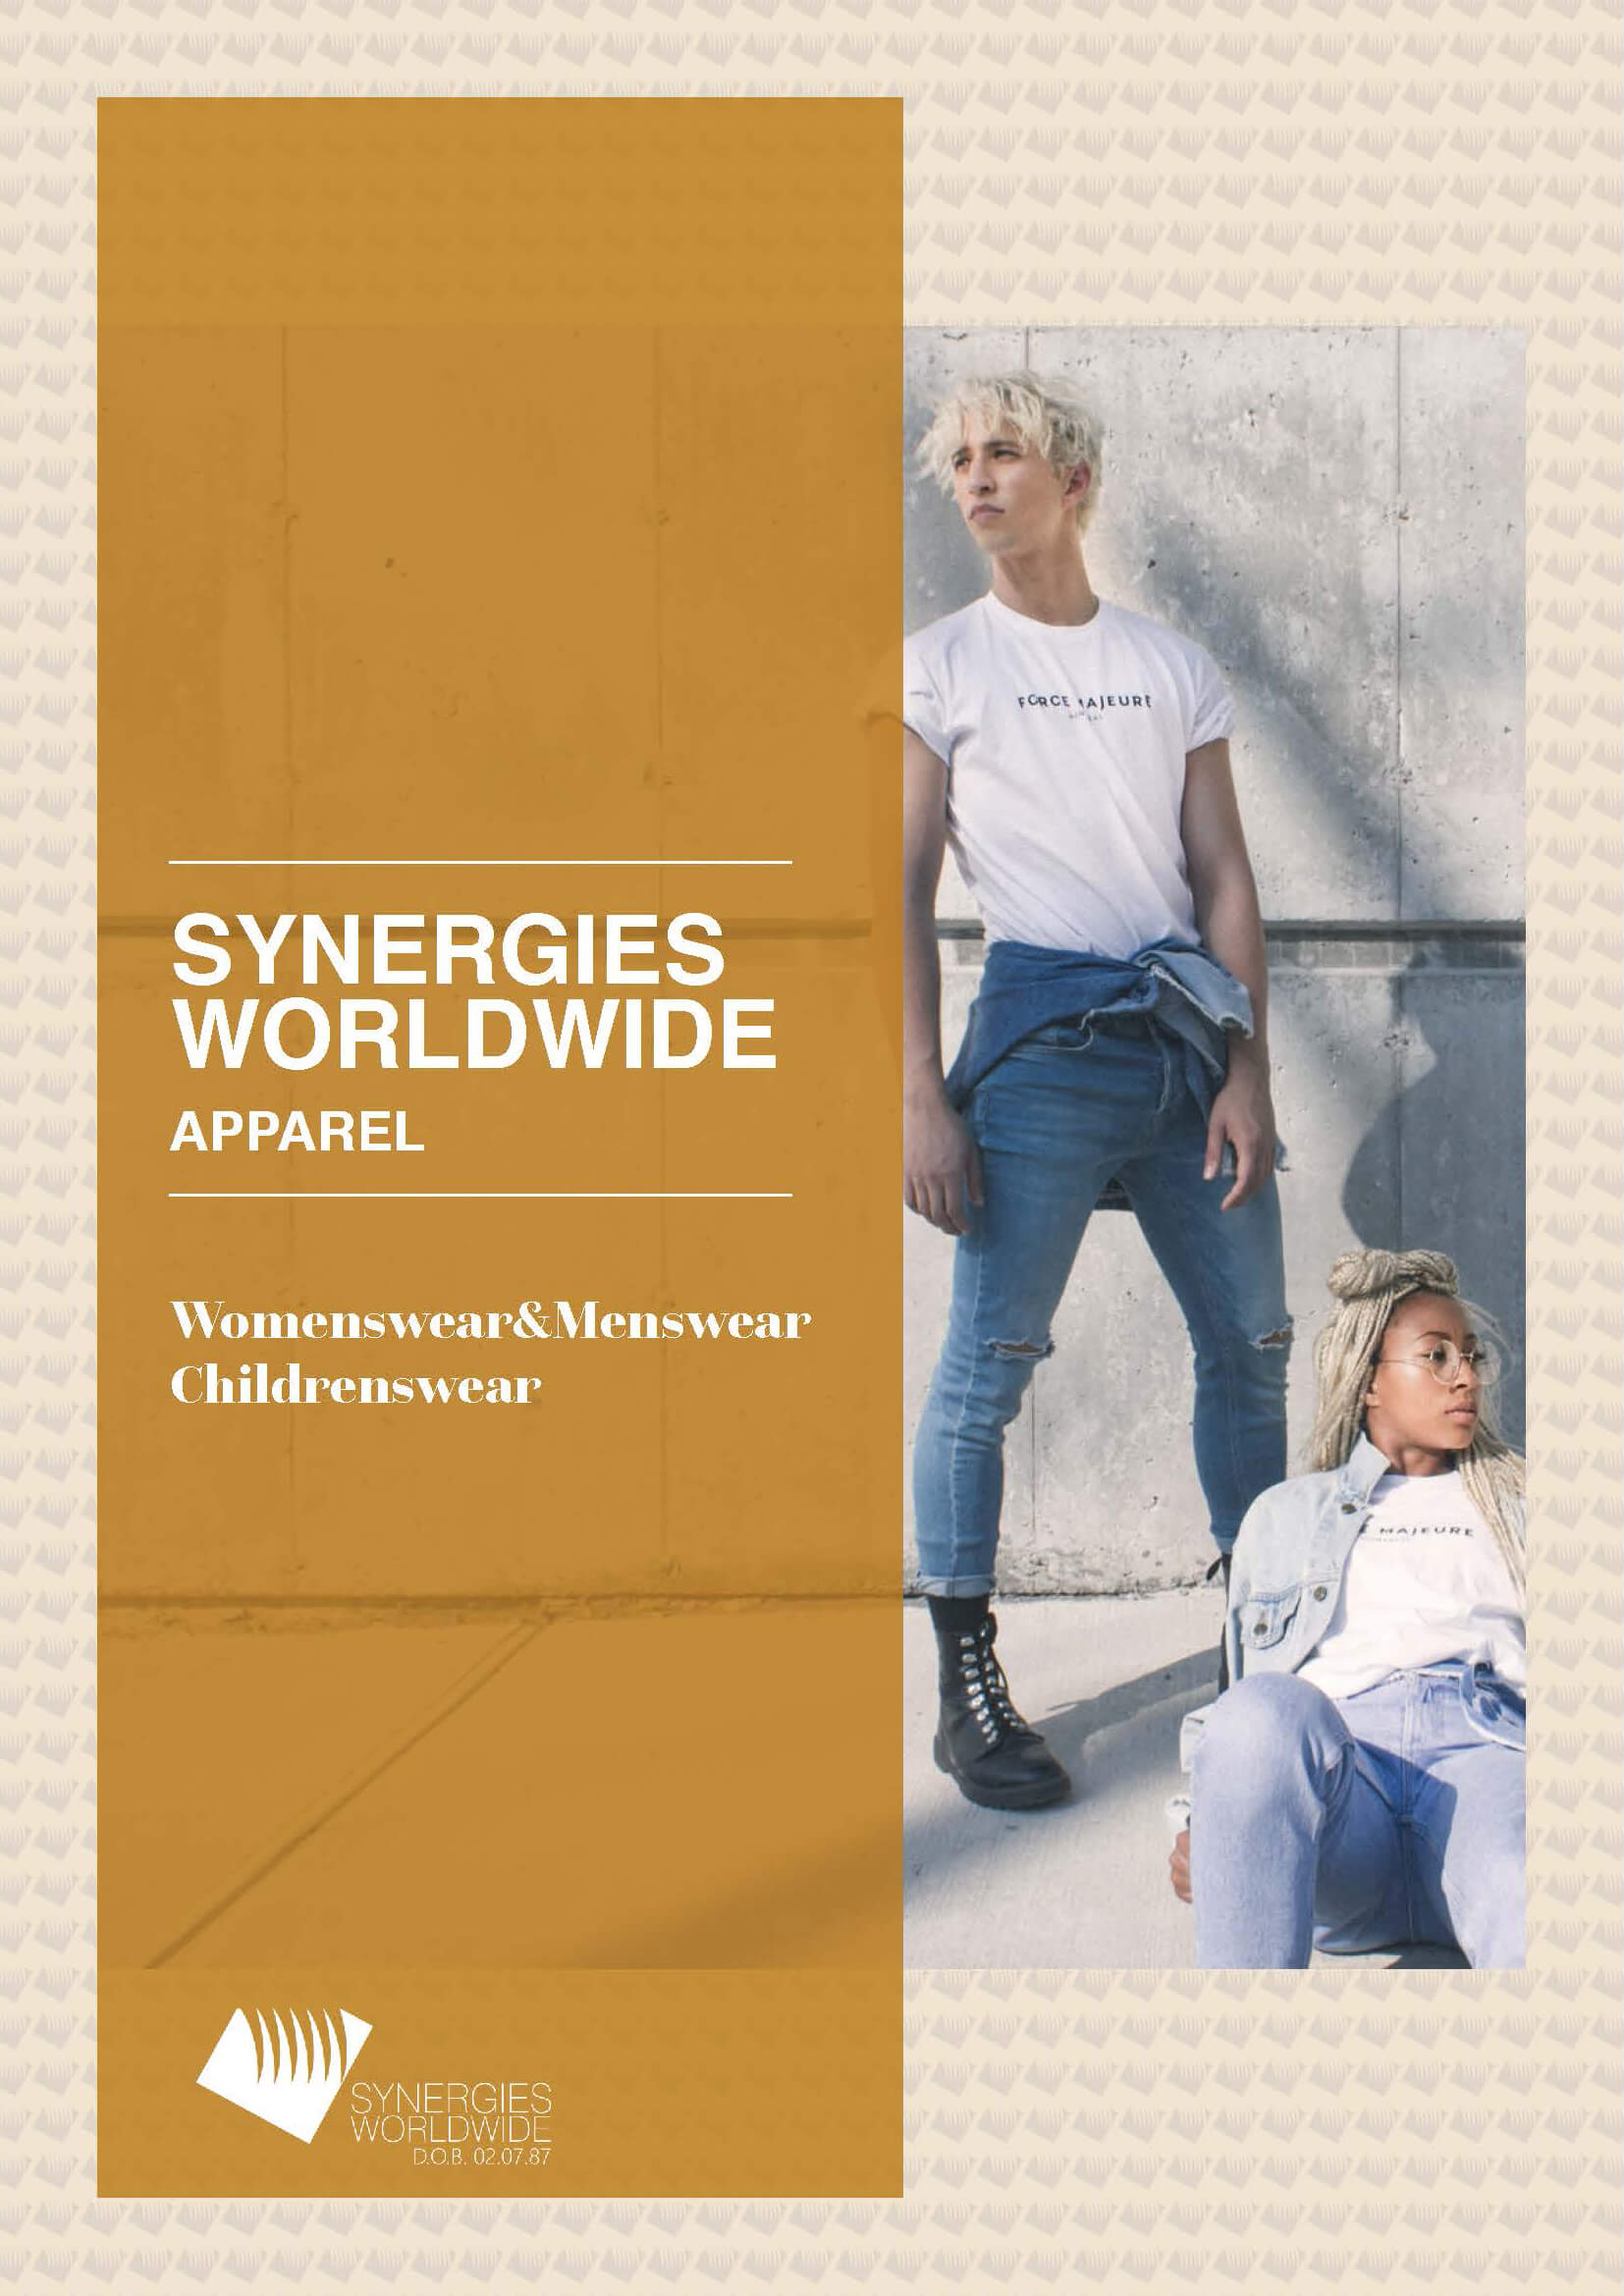 SYNERGIES
WORLDWIDE
APPAREL
Womenswear&Menswear
Childrenswear
FORCE MAJEURE
MAJEURE
SYNERGIES
WORLDWIDE
D.O.B. 02.07.87